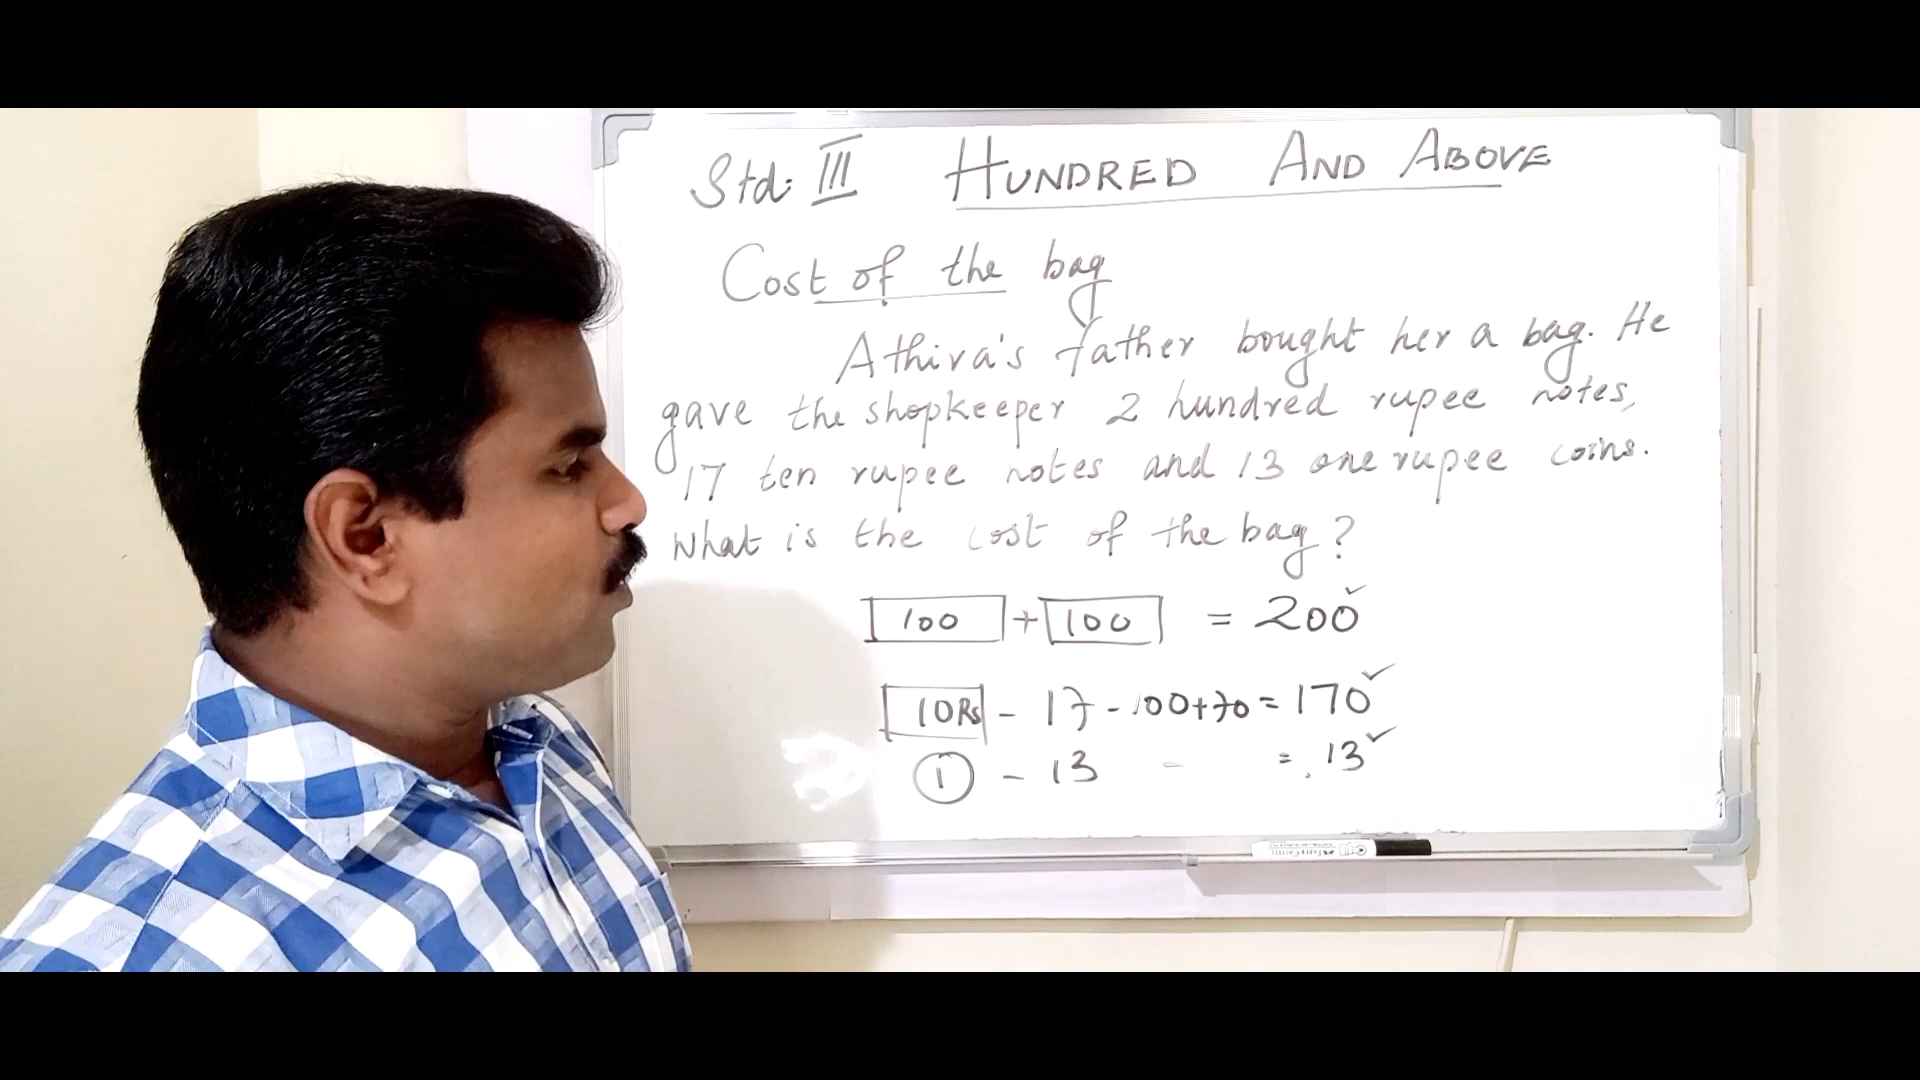 Std: III HUNDRED AND ABOVE
Cost of the bag
Athira's father bought her a bag. He
gave the shopkeeper 2 hundred rupee notes,
17 ten rupee notes and 13 one rupee coins.
What is the cost of the bag?
100 + 100 = 200 ✓
10Rs - 17 - 100+70 = 170 ✓
1 - 13 - = 13 ✓